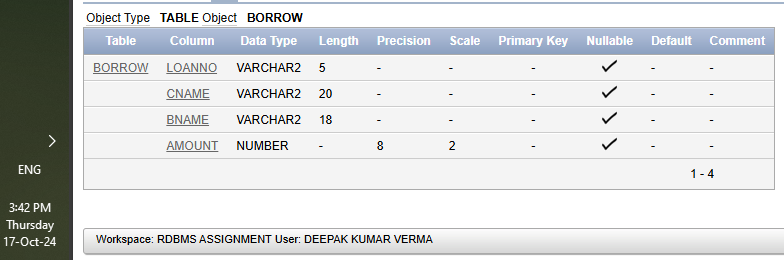 Object Type TABLE Object BORROW
Table Column Data Type Length Precision Scale Primary Key Nullable Default Comment
BORROW LOANNO VARCHAR2 5 - - - ✓ - -
CNAME VARCHAR2 20 - - - ✓ - -
BNAME VARCHAR2 18 - - - ✓ - -
AMOUNT NUMBER - 8 2 - ✓ - -
1 - 4
ENG
3:42 PM
Thursday
17-Oct-24
Workspace: RDBMS ASSIGNMENT User: DEEPAK KUMAR VERMA